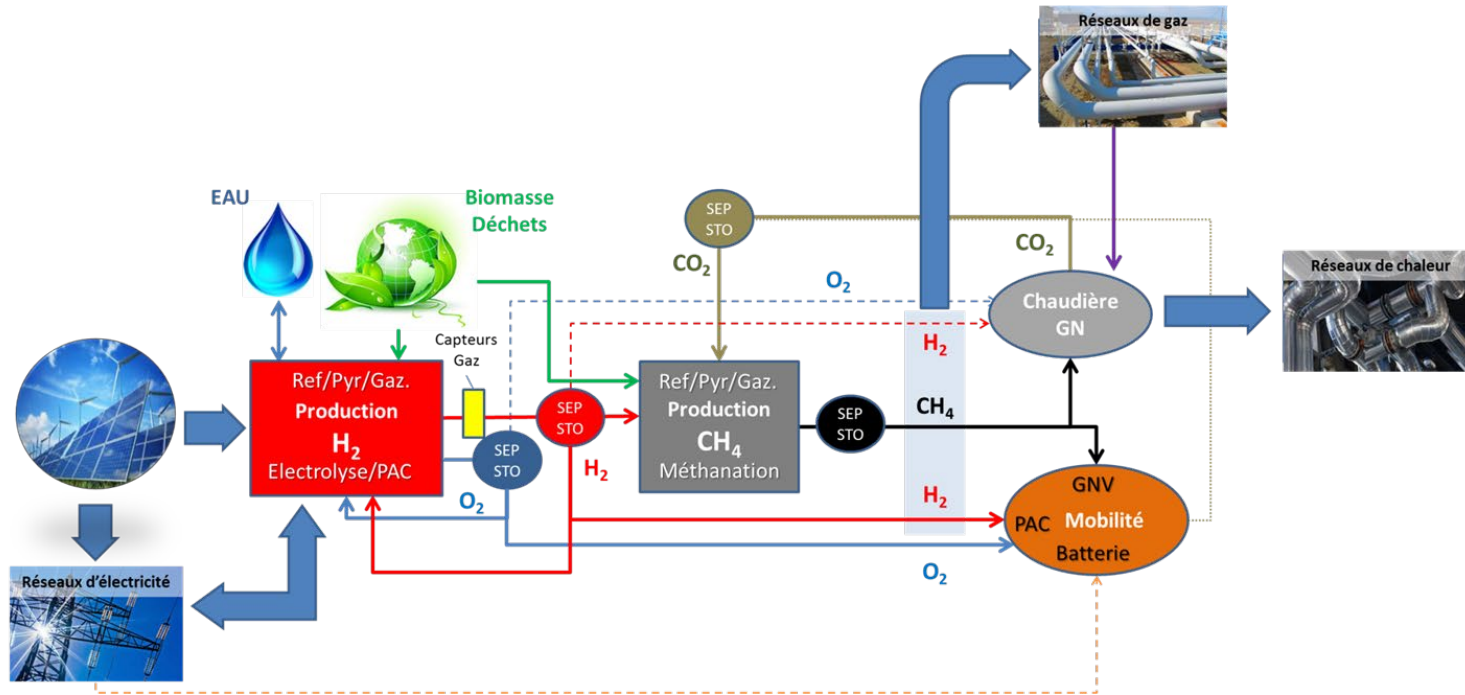 Réseaux de gaz
EAU
Biomasse
Déchets
SEP
STO
CO₂
CO₂
O₂
Réseaux de chaleur
Chaudière
GN
Capteurs
Gaz
H₂
Ref/Pyr/Gaz.
Production
H₂
Electrolyse/PAC
SEP
STO
SEP
STO
H₂
O₂
Ref/Pyr/Gaz.
Production
CH₄
Méthanation
SEP
STO
CH₄
H₂
GNV
PAC Mobilité
Batterie
O₂
Réseaux d'électricité